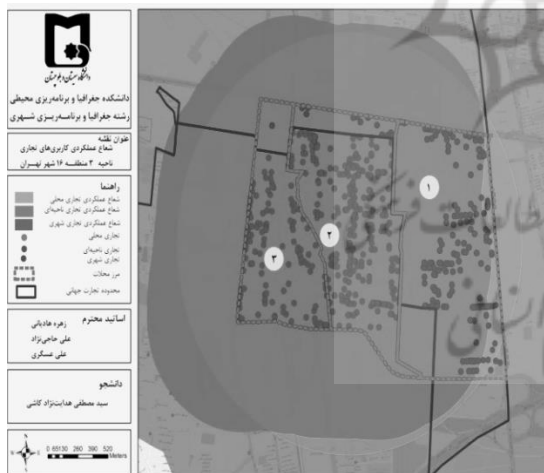 دانشگاه سیستان و بلوچستان
دانشکده جغرافیا و برنامه‌ریزی محیطی
رشته جغرافیا و برنامه‌ریزی شهری
عنوان نقشه
شعاع عملکردی کاربری‌های تجاری
ناحیه ۳ منطقه ۱۶ شهر تهران
راهنما
شعاع عملکردی تجاری محلی
شعاع عملکردی تجاری ناحیه‌ای
شعاع عملکردی تجاری شهری
تجاری محلی
تجاری ناحیه‌ای
تجاری شهری
مرز محلات
محدوده تجارت جهانی
اساتید محترم
زهره هادیانی
علی حاجی‌نژاد
علی عسگری
دانشجو
سید مصطفی هدایت‌نژاد کاشی
0 65130 260 390 520
Meters
۱
۲
۳